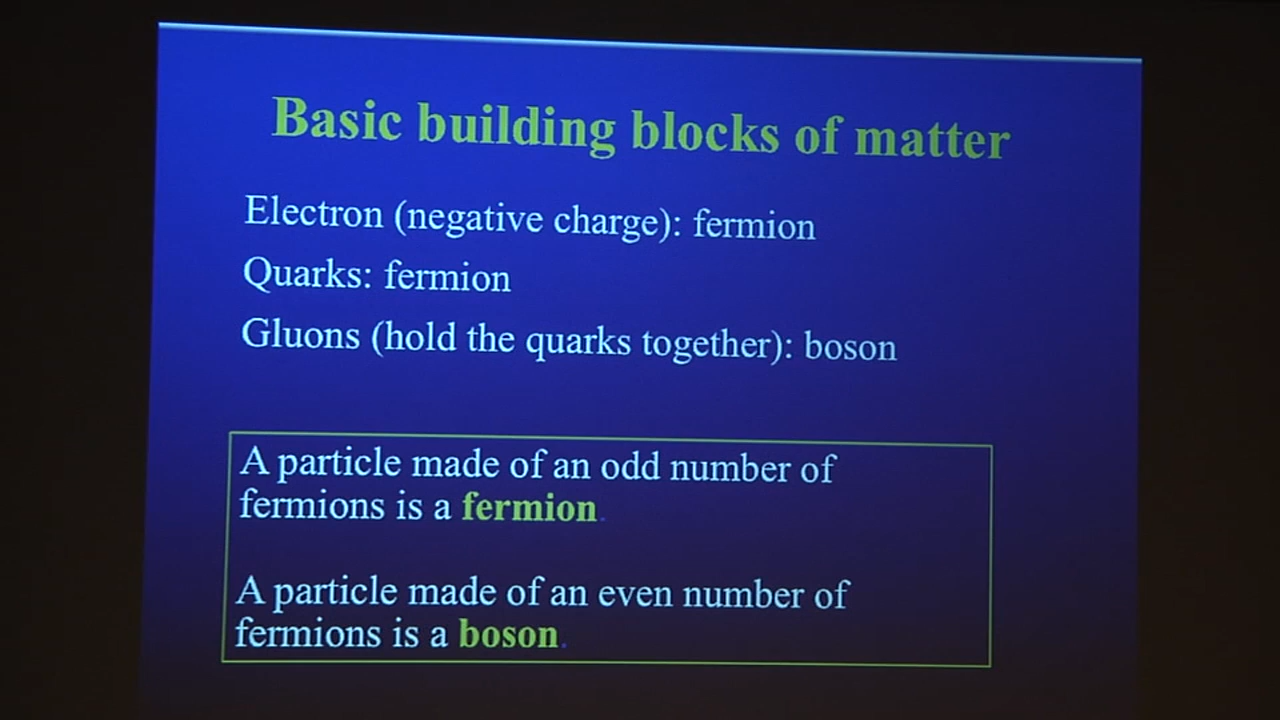 Basic building blocks of matter
Electron (negative charge): fermion
Quarks: fermion
Gluons (hold the quarks together): boson
A particle made of an odd number of
fermions is a fermion.
A particle made of an even number of
fermions is a boson.